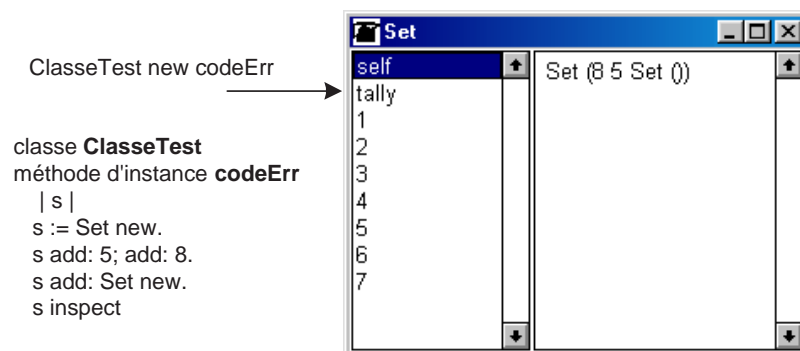 ClasseTest new codeErr
classe ClasseTest
méthode d'instance codeErr
| s |
s := Set new.
s add: 5; add: 8.
s add: Set new.
s inspect
Set
self
tally
1
2
3
4
5
6
7
Set (8 5 Set ())